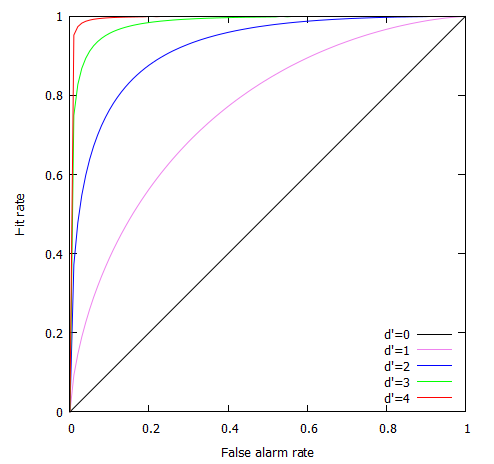 1
0.8
0.6
0.4
0.2
0
Hit rate
0 0.2 0.4 0.6 0.8 1
False alarm rate
d'=0
d'=1
d'=2
d'=3
d'=4